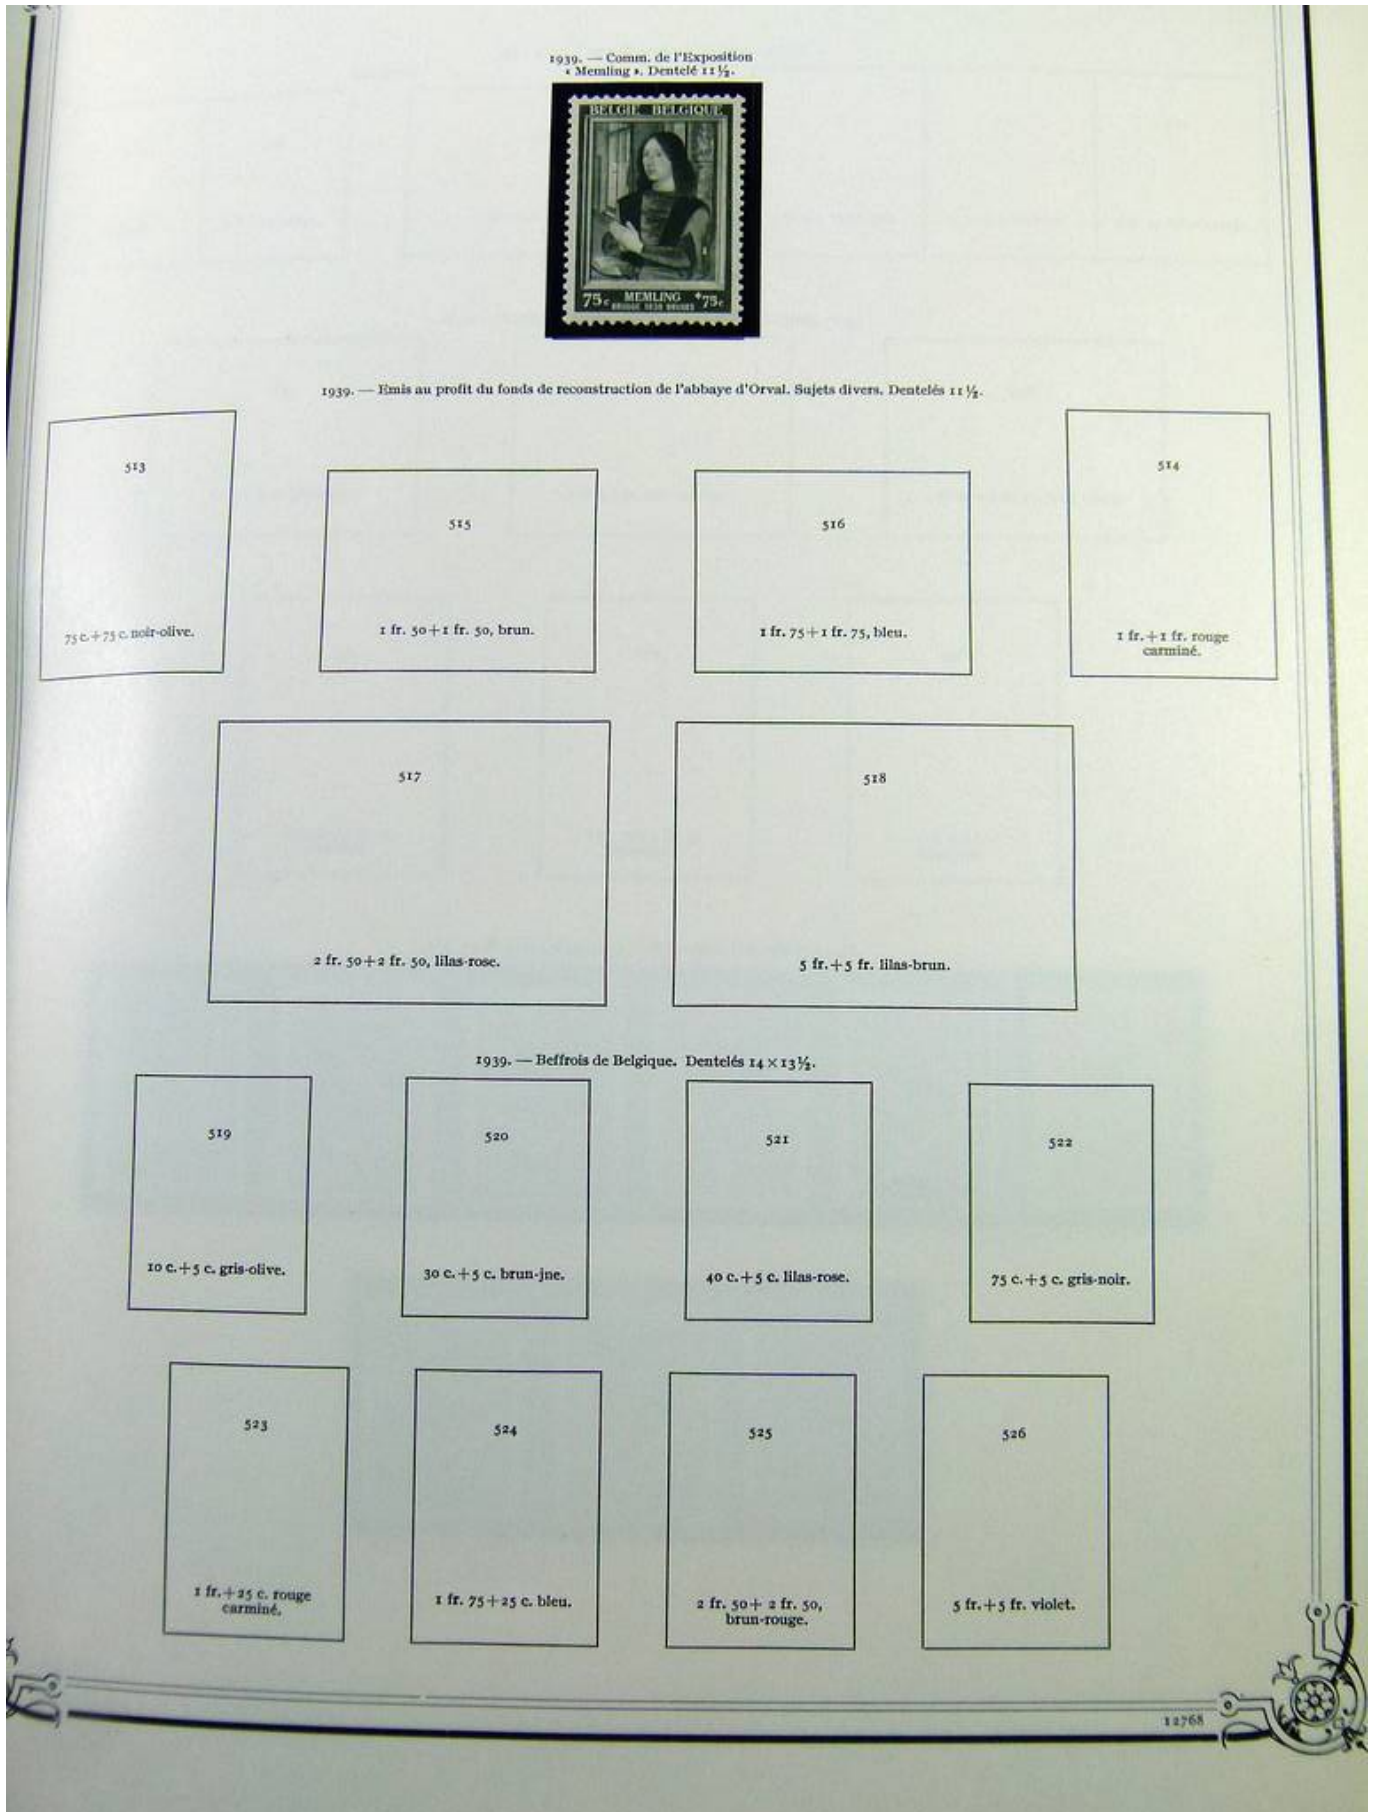 1939. — Comm. de l'Exposition
« Memling ». Dentelé 11½.
BELGIE BELGIQUE
75c MEMLING +75c
BRUGGE 1939 BRUGES
1939. — Emis au profit du fonds de reconstruction de l'abbaye d'Orval. Sujets divers. Dentelés 11½.
513
75 c.+75 c. noir-olive.
515
1 fr. 50+1 fr. 50, brun.
516
1 fr. 75+1 fr. 75, bleu.
514
1 fr.+1 fr. rouge
carminé.
517
2 fr. 50+2 fr. 50, lilas-rose.
518
5 fr.+5 fr. lilas-brun.
1939. — Beffrois de Belgique. Dentelés 14×13½.
519
10 c.+5 c. gris-olive.
520
30 c.+5 c. brun-jne.
521
40 c.+5 c. lilas-rose.
522
75 c.+5 c. gris-noir.
523
1 fr.+25 c. rouge
carminé.
524
1 fr. 75+25 c. bleu.
525
2 fr. 50+ 2 fr. 50,
brun-rouge.
526
5 fr.+5 fr. violet.
12768